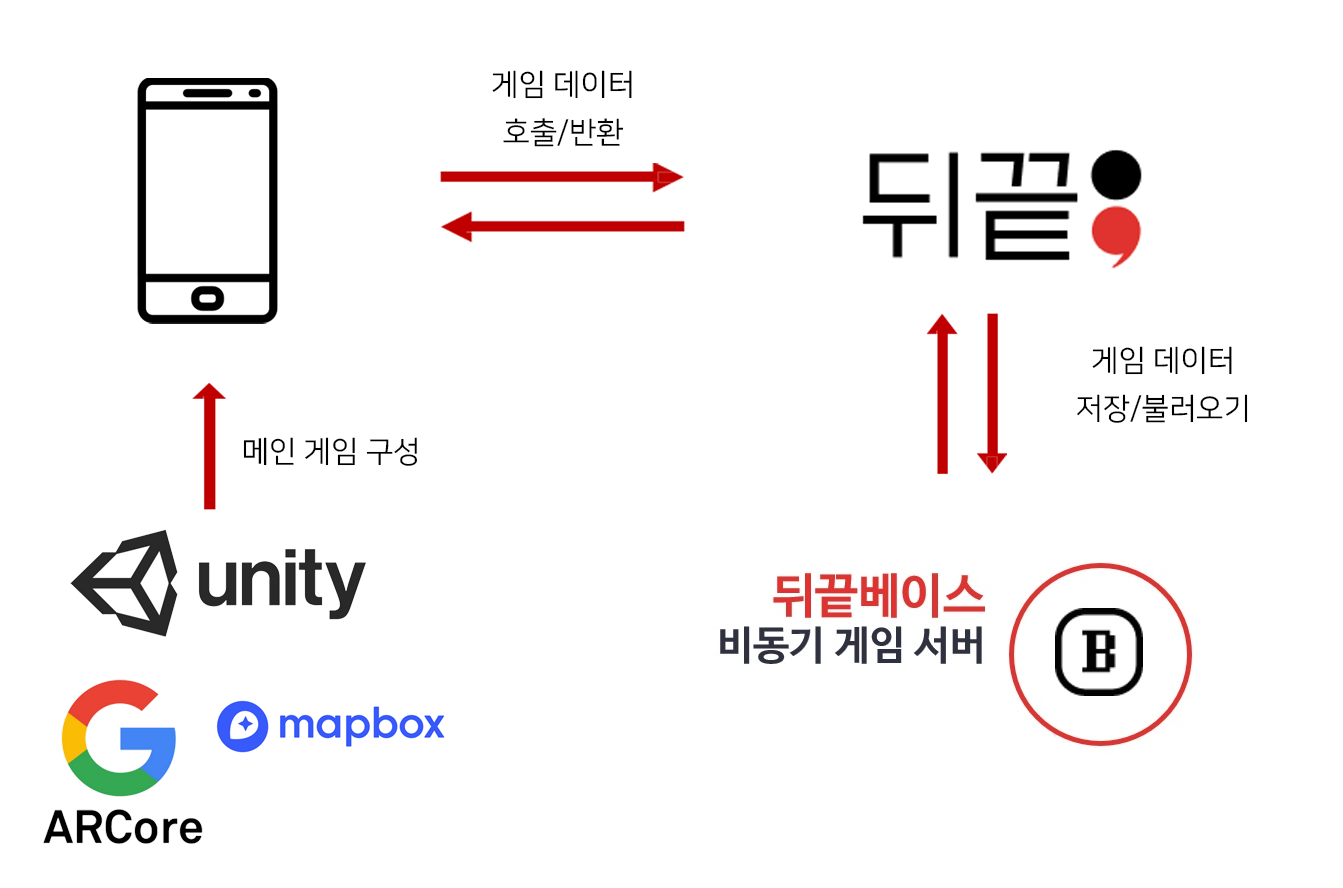 게임 데이터
호출/반환
뒤끝
게임 데이터
저장/불러오기
메인 게임 구성
unity
뒤끝베이스
비동기 게임 서버
B
mapbox
ARCore